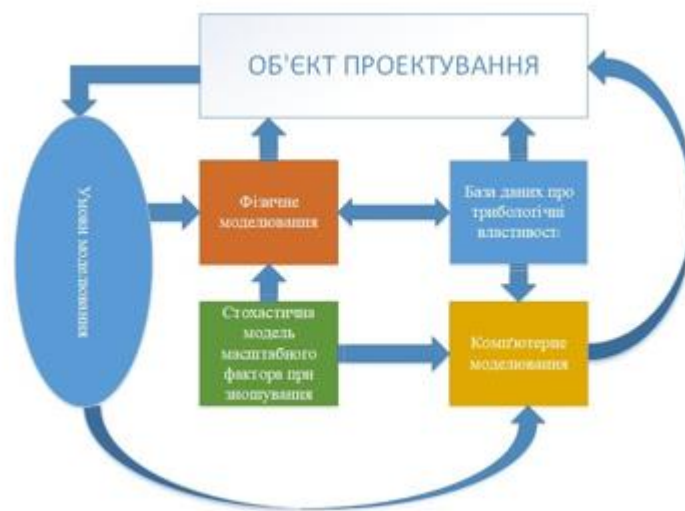 ОБ'ЄКТ ПРОЕКТУВАННЯ
Умови моделювання
Фізичне
моделювання
База даних про
трибологічні
властивості
Стохастична
модель
масштабного
фактора при
зношування
Комп'ютерне
моделювання